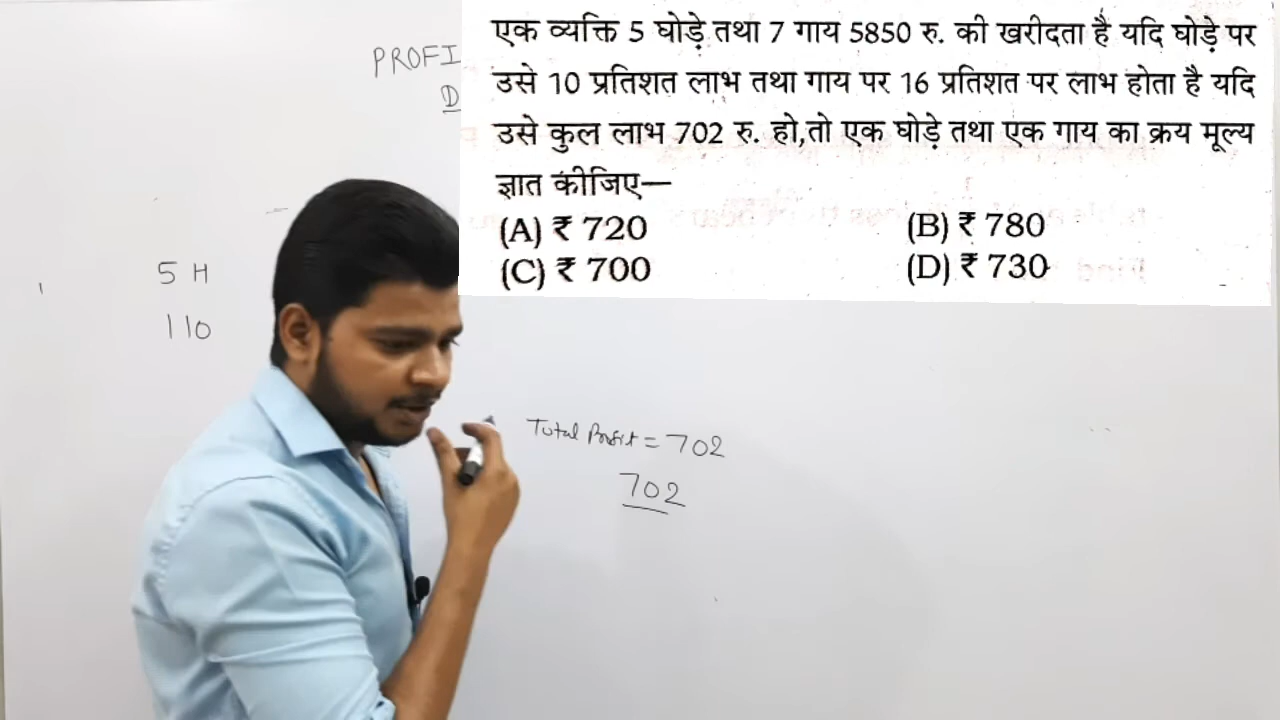 PROFI
D
एक व्यक्ति 5 घोड़े तथा 7 गाय 5850 रु. की खरीदता है यदि घोड़े पर
उसे 10 प्रतिशत लाभ तथा गाय पर 16 प्रतिशत पर लाभ होता है यदि
उसे कुल लाभ 702 रु. हो,तो एक घोड़े तथा एक गाय का क्रय मूल्य
ज्ञात कीजिए—
(A) ₹ 720 (B) ₹ 780
(C) ₹ 700 (D) ₹ 730
5 H
110
Total Profit = 702
702